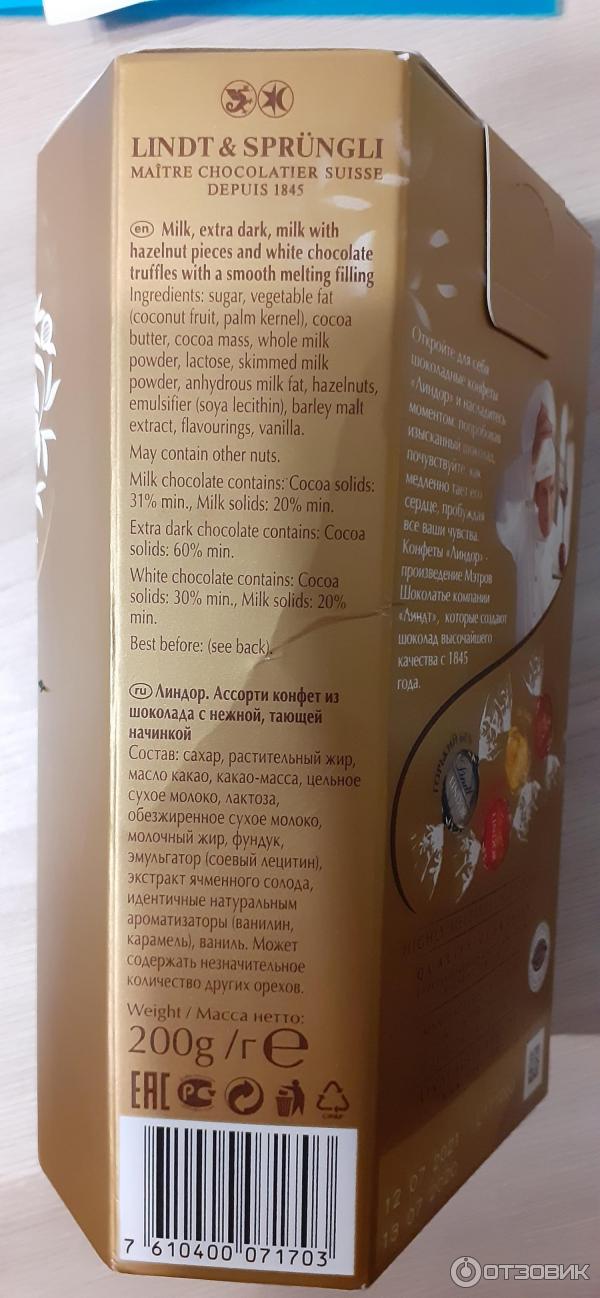 LINDT & SPRÜNGLI
MAÎTRE CHOCOLATIER SUISSE
DEPUIS 1845
en Milk, extra dark, milk with
hazelnut pieces and white chocolate
truffles with a smooth melting filling
Ingredients: sugar, vegetable fat
(coconut fruit, palm kernel), cocoa
butter, cocoa mass, whole milk
powder, lactose, skimmed milk
powder, anhydrous milk fat, hazelnuts,
emulsifier (soya lecithin), barley malt
extract, flavourings, vanilla.
May contain other nuts.
Milk chocolate contains: Cocoa solids:
31% min., Milk solids: 20% min.
Extra dark chocolate contains: Cocoa
solids: 60% min.
White chocolate contains: Cocoa
solids: 30% min., Milk solids: 20%
min.
Best before: (see back).
ru Линдор. Ассорти конфет из
шоколада с нежной, тающей
начинкой
Состав: сахар, растительный жир,
масло какао, какао-масса, цельное
сухое молоко, лактоза,
обезжиренное сухое молоко,
молочный жир, фундук,
эмульгатор (соевый лецитин),
экстракт ячменного солода,
идентичные натуральным
ароматизаторы (ванилин,
карамель), ваниль. Может
содержать незначительное
количество других орехов.
Weight / Масса нетто:
200g /г e
EAC
7 610400 071703
Откройте для себя
шоколадные конфеты
«Линдор» и насладитесь
моментом: попробовав
изысканный шоколад,
почувствуйте, как
медленно тает его
сердце, пробуждая
все ваши чувства.
Конфеты «Линдор» -
произведение Мэтров
Шоколатье компании
«Линдт», которые создают
шоколад высочайшего
качества с 1845
года.
ГОРЬКИЙ 60%
Lindt
12 07 2021
13 07 2020
ОТЗОВИК